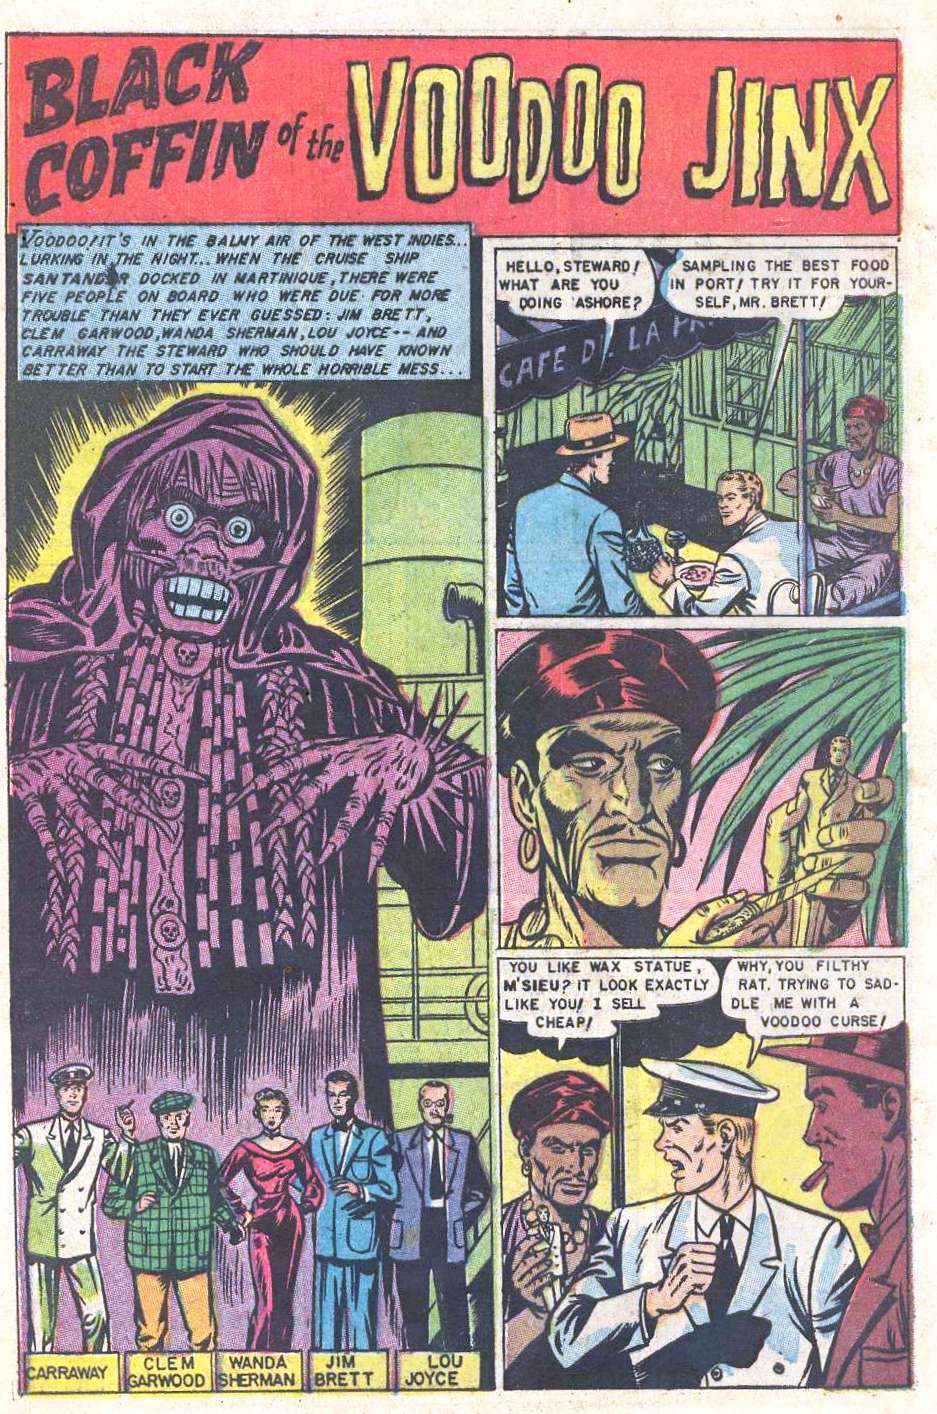 BLACK
COFFIN of the VOODOO JINX
VOODOO! IT'S IN THE BALMY AIR OF THE WEST INDIES..
LURKING IN THE NIGHT... WHEN THE CRUISE SHIP
SANTANDER DOCKED IN MARTINIQUE, THERE WERE
FIVE PEOPLE ON BOARD WHO WERE DUE FOR MORE
TROUBLE THAN THEY EVER GUESSED: JIM BRETT,
CLEM GARWOOD, WANDA SHERMAN, LOU JOYCE -- AND
CARRAWAY THE STEWARD WHO SHOULD HAVE KNOWN
BETTER THAN TO START THE WHOLE HORRIBLE MESS...
CARRAWAY
CLEM
GARWOOD
WANDA
SHERMAN
JIM
BRETT
LOU
JOYCE
HELLO, STEWARD!
WHAT ARE YOU
DOING ASHORE?
SAMPLING THE BEST FOOD
IN PORT! TRY IT FOR YOUR-
SELF, MR. BRETT!
CAFE D LA PA
YOU LIKE WAX STATUE,
M'SIEU? IT LOOK EXACTLY
LIKE YOU! I SELL
CHEAP!
WHY, YOU FILTHY
RAT. TRYING TO SAD-
DLE ME WITH A
VOODOO CURSE!